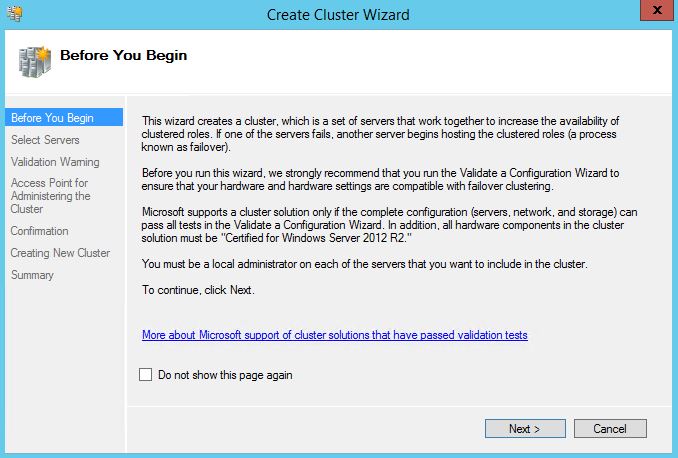 Create Cluster Wizard
x
Before You Begin
Before You Begin
Select Servers
Validation Warning
Access Point for
Administering the
Cluster
Confirmation
Creating New Cluster
Summary
This wizard creates a cluster, which is a set of servers that work together to increase the availability of
clustered roles. If one of the servers fails, another server begins hosting the clustered roles (a process
known as failover).
Before you run this wizard, we strongly recommend that you run the Validate a Configuration Wizard to
ensure that your hardware and hardware settings are compatible with failover clustering.
Microsoft supports a cluster solution only if the complete configuration (servers, network, and storage) can
pass all tests in the Validate a Configuration Wizard. In addition, all hardware components in the cluster
solution must be "Certified for Windows Server 2012 R2."
You must be a local administrator on each of the servers that you want to include in the cluster.
To continue, click Next.
More about Microsoft support of cluster solutions that have passed validation tests
Do not show this page again
Next >
Cancel